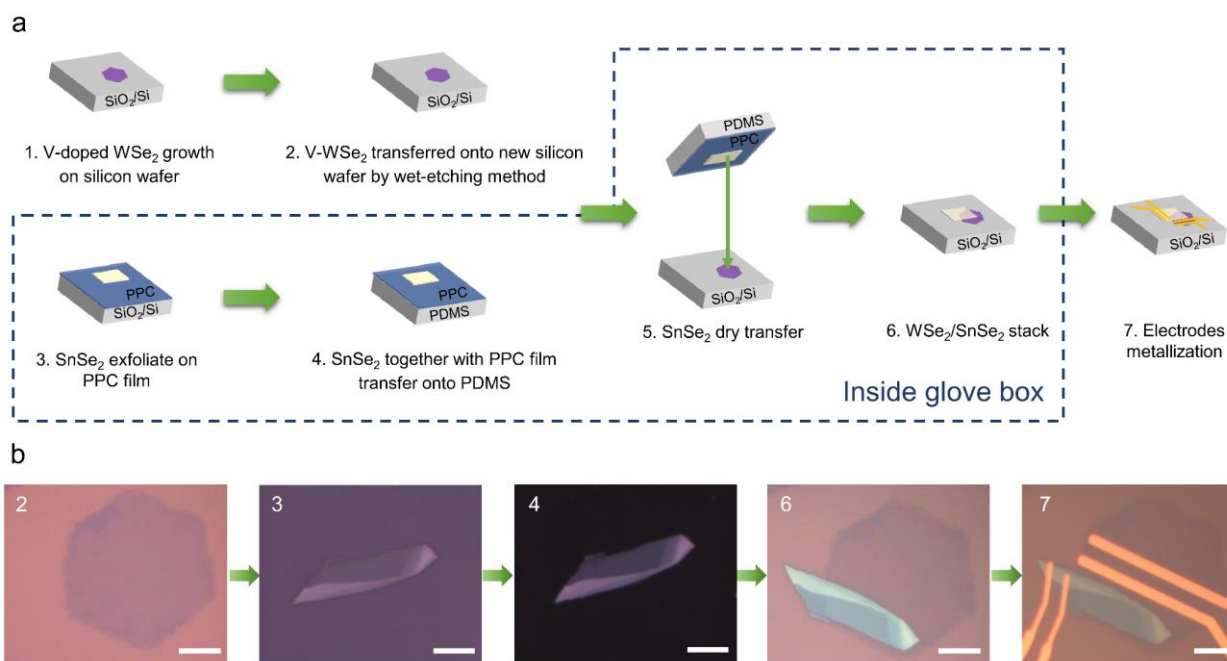 a
SiO₂/Si
SiO₂/Si
1. V-doped WSe₂ growth
on silicon wafer
2. V-WSe₂ transferred onto new silicon
wafer by wet-etching method
PPC
SiO₂/Si
PPC
PDMS
3. SnSe₂ exfoliate on
PPC film
4. SnSe₂ together with PPC film
transfer onto PDMS
PDMS
PPC
SiO₂/Si
5. SnSe₂ dry transfer
SiO₂/Si
6. WSe₂/SnSe₂ stack
SiO₂/Si
7. Electrodes
metallization
Inside glove box
b
2
3
4
6
7